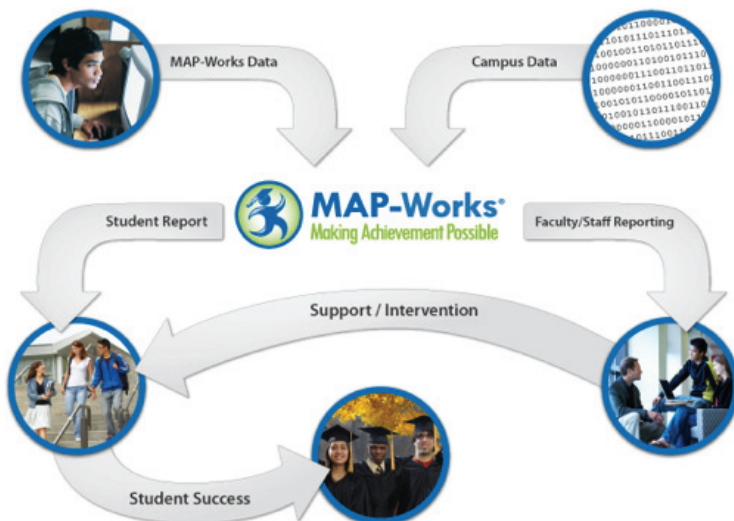 MAP-Works Data
Campus Data
MAP-Works®
Making Achievement Possible
Student Report
Faculty/Staff Reporting
Support / Intervention
Student Success